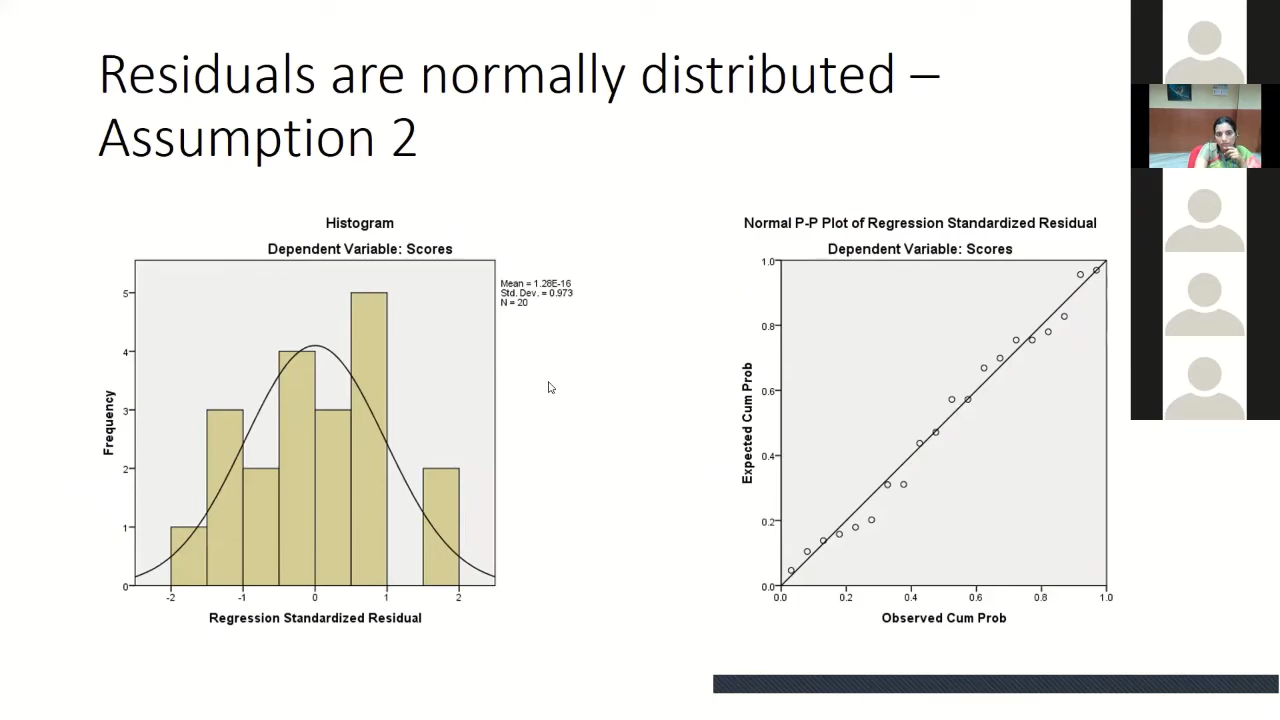 Residuals are normally distributed –
Assumption 2
Histogram
Dependent Variable: Scores
Mean = 1.28E-16
Std. Dev. = 0.973
N = 20
5
4
3
2
1
0
Frequency
-2 -1 0 1 2
Regression Standardized Residual
Normal P-P Plot of Regression Standardized Residual
Dependent Variable: Scores
1.0
0.8
0.6
0.4
0.2
0.0
Expected Cum Prob
0.0 0.2 0.4 0.6 0.8 1.0
Observed Cum Prob